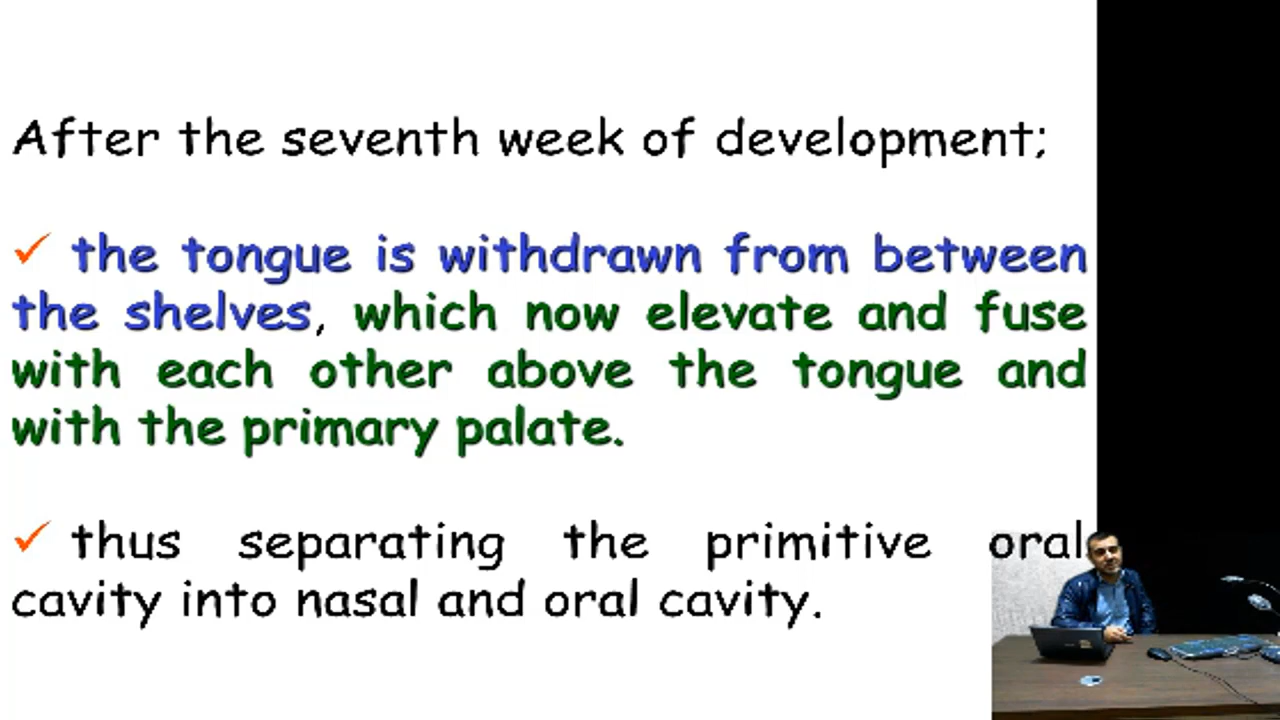 After the seventh week of development;
✓ the tongue is withdrawn from between
the shelves, which now elevate and fuse
with each other above the tongue and
with the primary palate.
✓ thus separating the primitive oral
cavity into nasal and oral cavity.